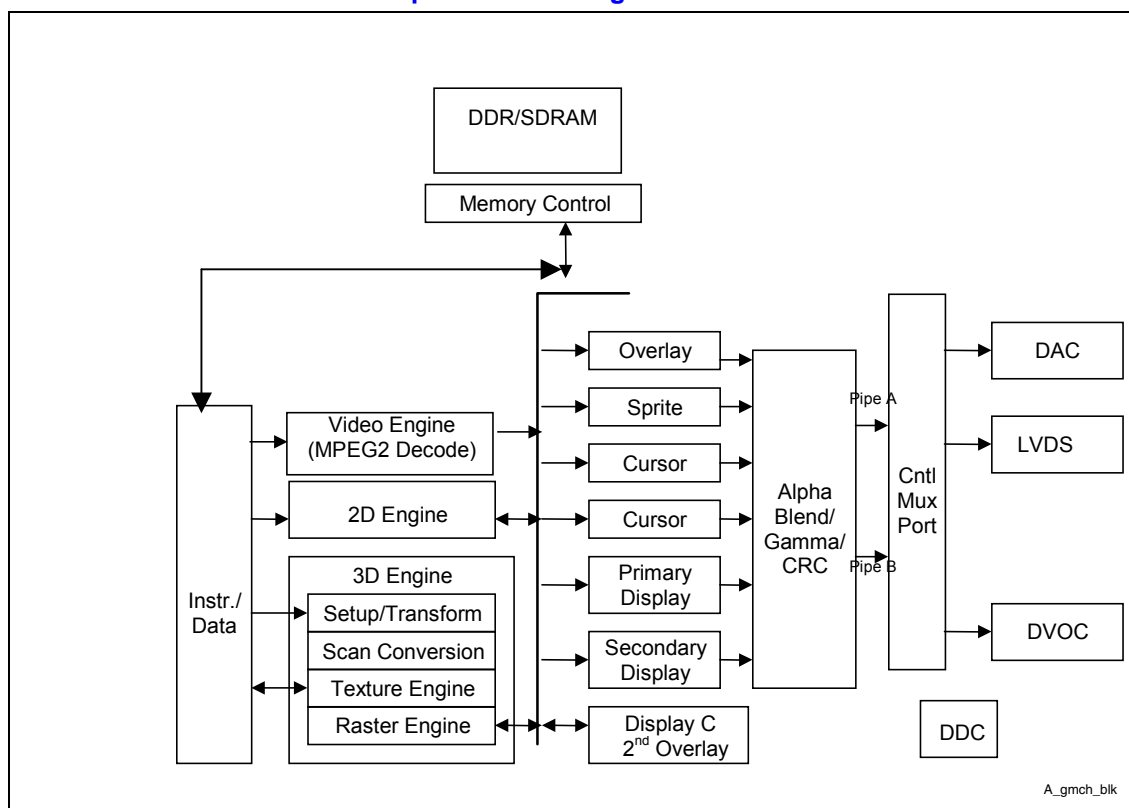 DDR/SDRAM
Memory Control
Overlay
DAC
Sprite
Pipe A
Video Engine
(MPEG2 Decode)
Cursor
LVDS
Alpha
Blend/
Gamma/
CRC
Cntl
Mux
Port
2D Engine
Cursor
Pipe B
3D Engine
Primary
Display
Instr./
Data
Setup/Transform
Scan Conversion
Secondary
Display
DVOC
Texture Engine
Raster Engine
Display C
2nd Overlay
DDC
A_gmch_blk